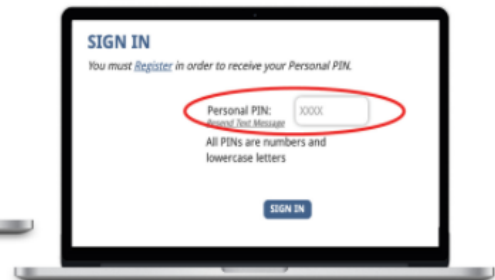 SIGN IN
You must Register in order to receive your Personal PIN.
Personal PIN: XXXX
Resend Text Message
All PINs are numbers and
lowercase letters
SIGN IN